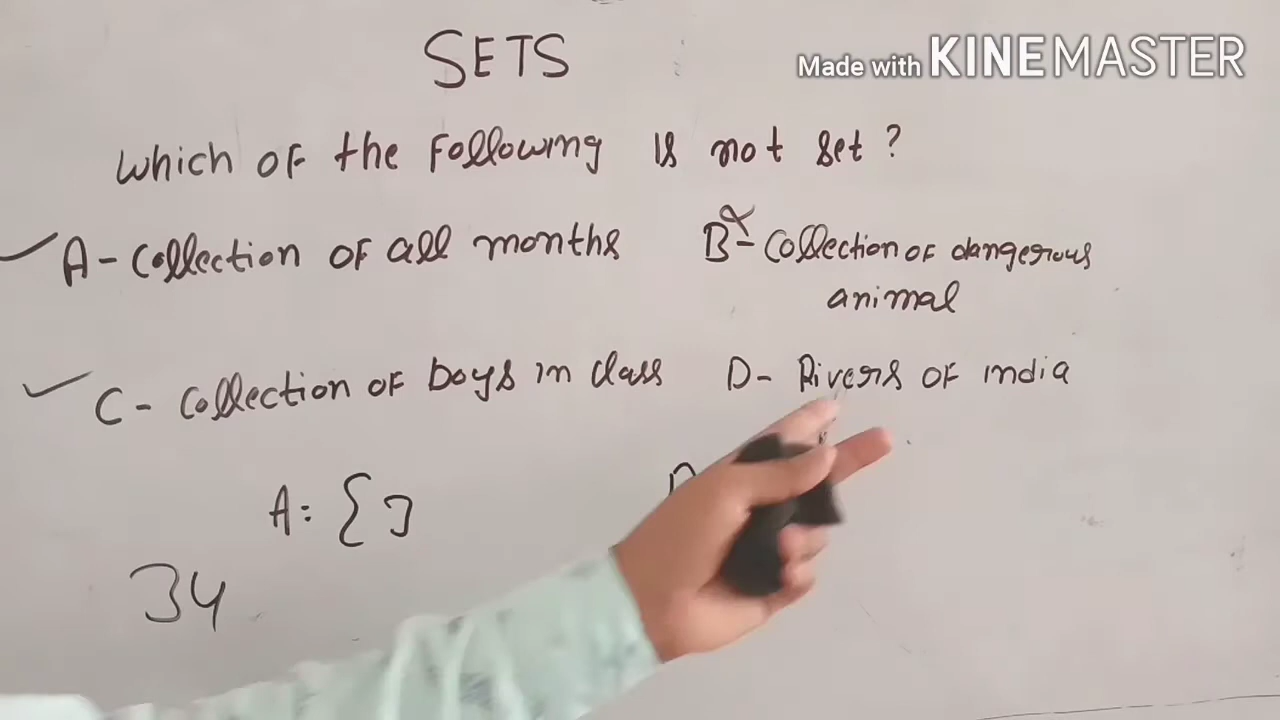 SETS
Made with KINEMASTER
Which of the following is not set?
A- collection of all months
B- collection of dangerous
animal
C- collection of boys in class
D- Rivers of india
A: { }
34